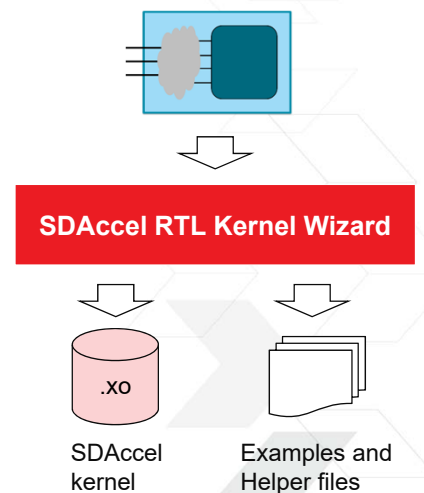 SDAccel RTL Kernel Wizard
.xo
SDAccel
kernel
Examples and
Helper files